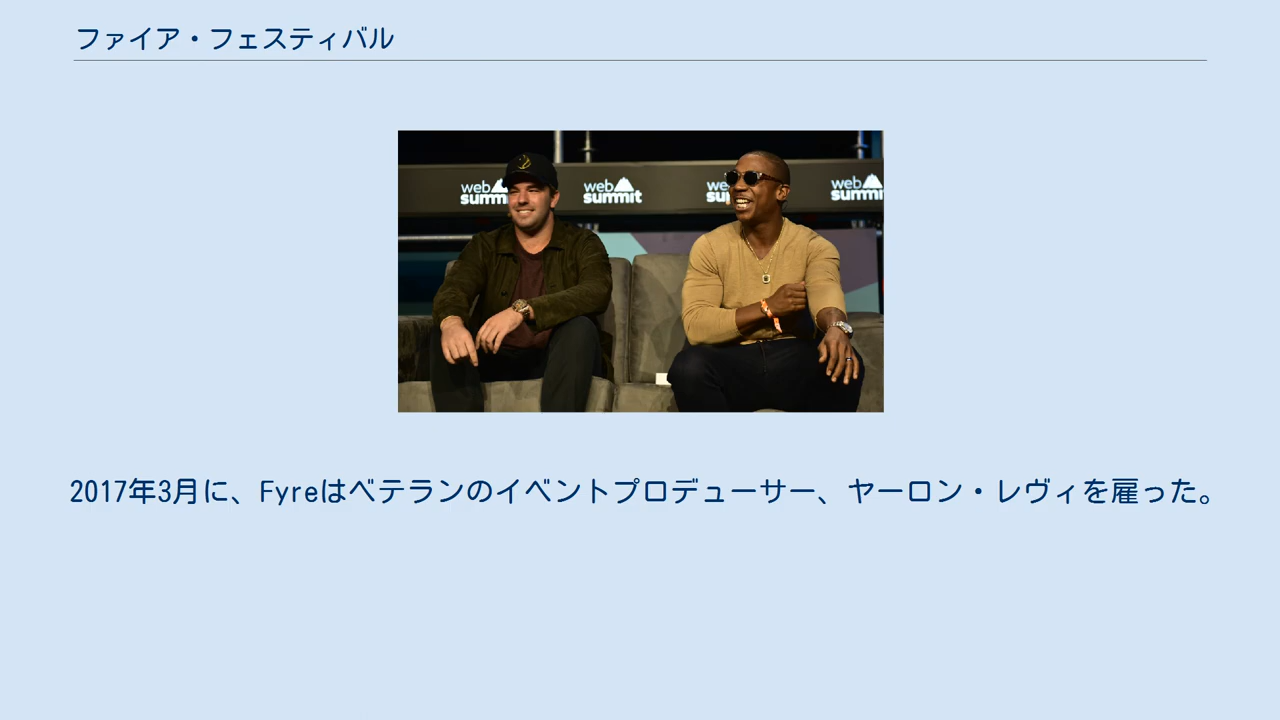 ファイア・フェスティバル
web summit
web summit
web su
web summit
2017年3月に、Fyreはベテランのイベントプロデューサー、ヤーロン・レヴィを雇った。